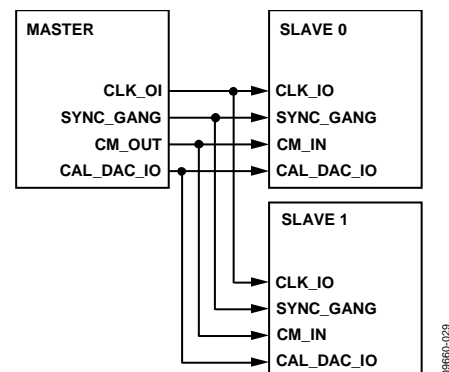 MASTER
CLK_OI
SYNC_GANG
CM_OUT
CAL_DAC_IO
SLAVE 0
CLK_IO
SYNC_GANG
CM_IN
CAL_DAC_IO
SLAVE 1
CLK_IO
SYNC_GANG
CM_IN
CAL_DAC_IO
09660-029